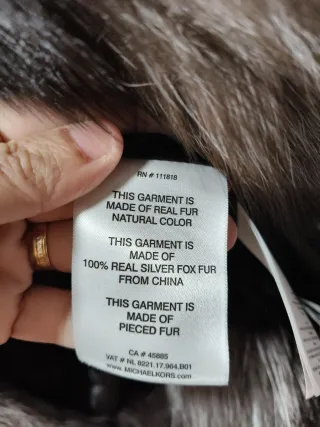 RN # 111818
THIS GARMENT IS
MADE OF REAL FUR
NATURAL COLOR
THIS GARMENT IS
MADE OF
100% REAL SILVER FOX FUR
FROM CHINA
THIS GARMENT IS
MADE OF
PIECED FUR
CA # 45885
VAT # NL 8221.17.964.B01
www.MICHAELKORS.com